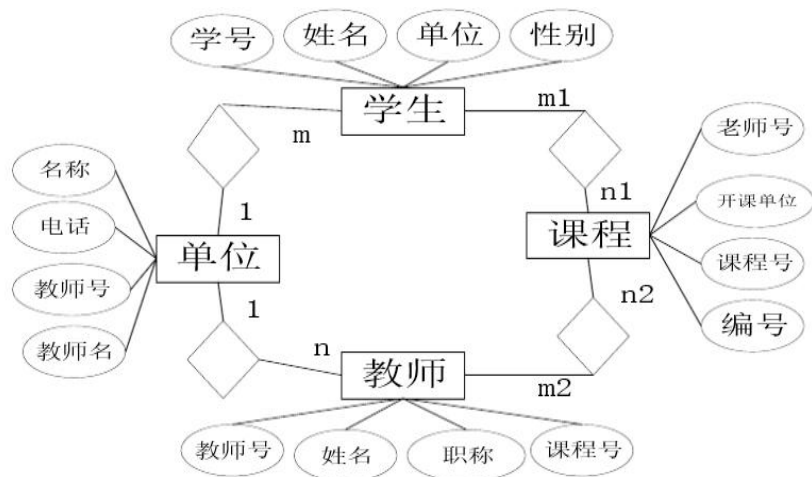 学号
姓名
单位
性别
学生
m
m1
老师号
名称
开课单位
1
n1
电话
单位
课程
课程号
教师号
1
n2
编号
教师名
n
教师
m2
教师号
姓名
职称
课程号